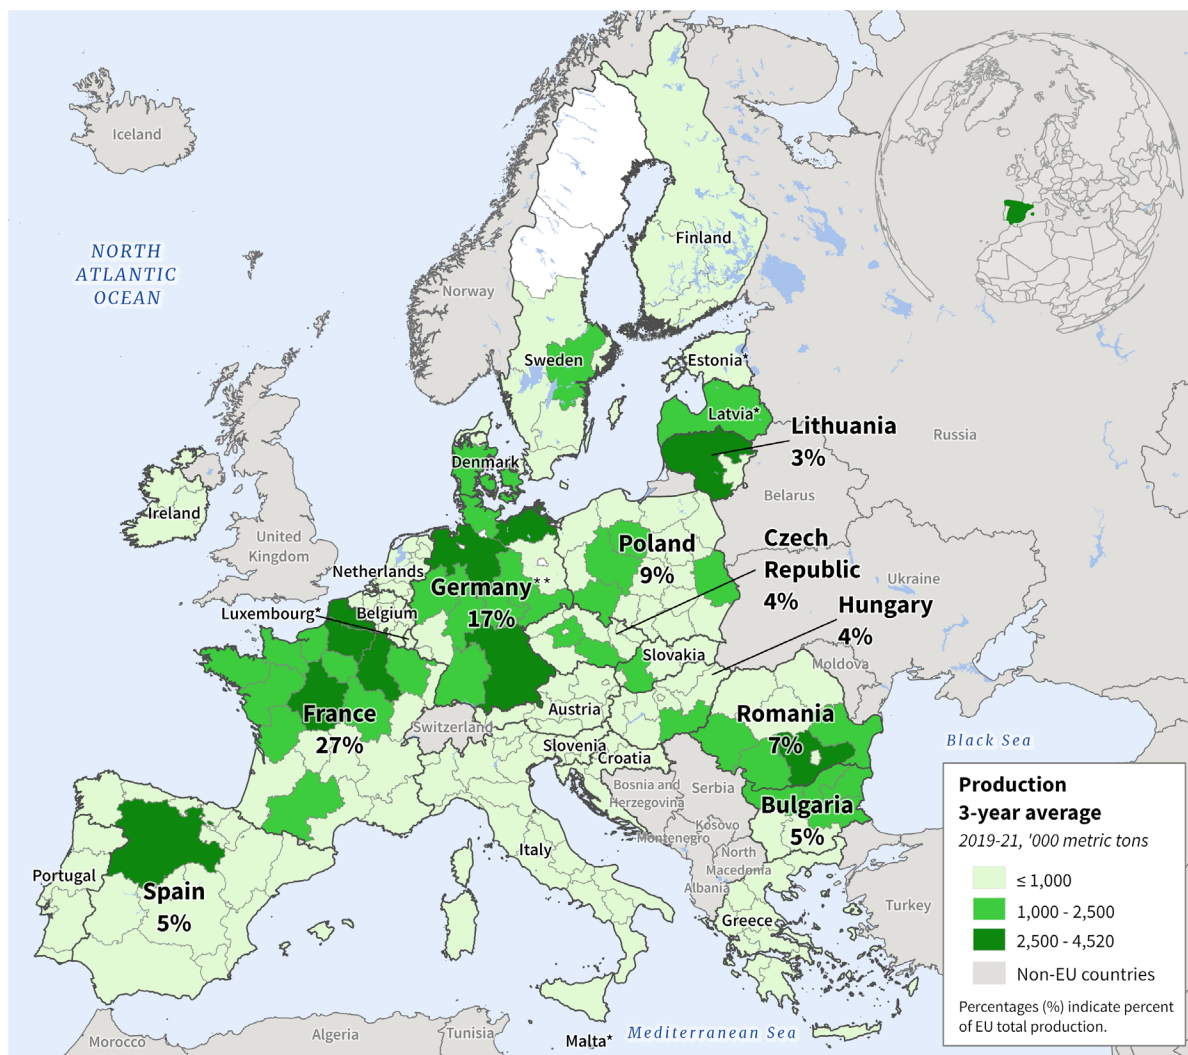 Iceland
NORTH
ATLANTIC
OCEAN
Norway
Finland
Sweden
Estonia*
Latvia*
Lithuania
3%
Russia
Denmark
Ireland
Belarus
United
Kingdom
Poland
9%
Czech
Republic
4%
Netherlands
Germany**
17%
Ukraine
Luxembourg*
Belgium
Hungary
4%
Slovakia
Moldova
France
27%
Switzerland
Austria
Romania
7%
Slovenia
Croatia
Black Sea
Bosnia and
Herzegovina
Serbia
Bulgaria
5%
Kosovo
Montenegro
North
Macedonia
Albania
Italy
Portugal
Spain
5%
Greece
Turkey
Production
3-year average
2019-21, '000 metric tons
≤ 1,000
1,000 - 2,500
2,500 - 4,520
Non-EU countries
Percentages (%) indicate percent
of EU total production.
Morocco
Algeria
Tunisia
Malta*
Mediterranean Sea